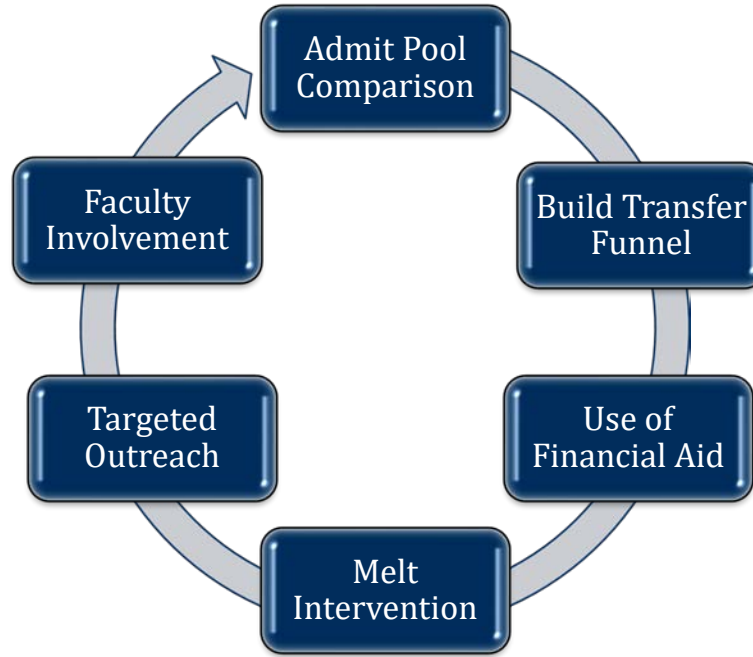 Admit Pool
Comparison
Build Transfer
Funnel
Use of
Financial Aid
Melt
Intervention
Targeted
Outreach
Faculty
Involvement